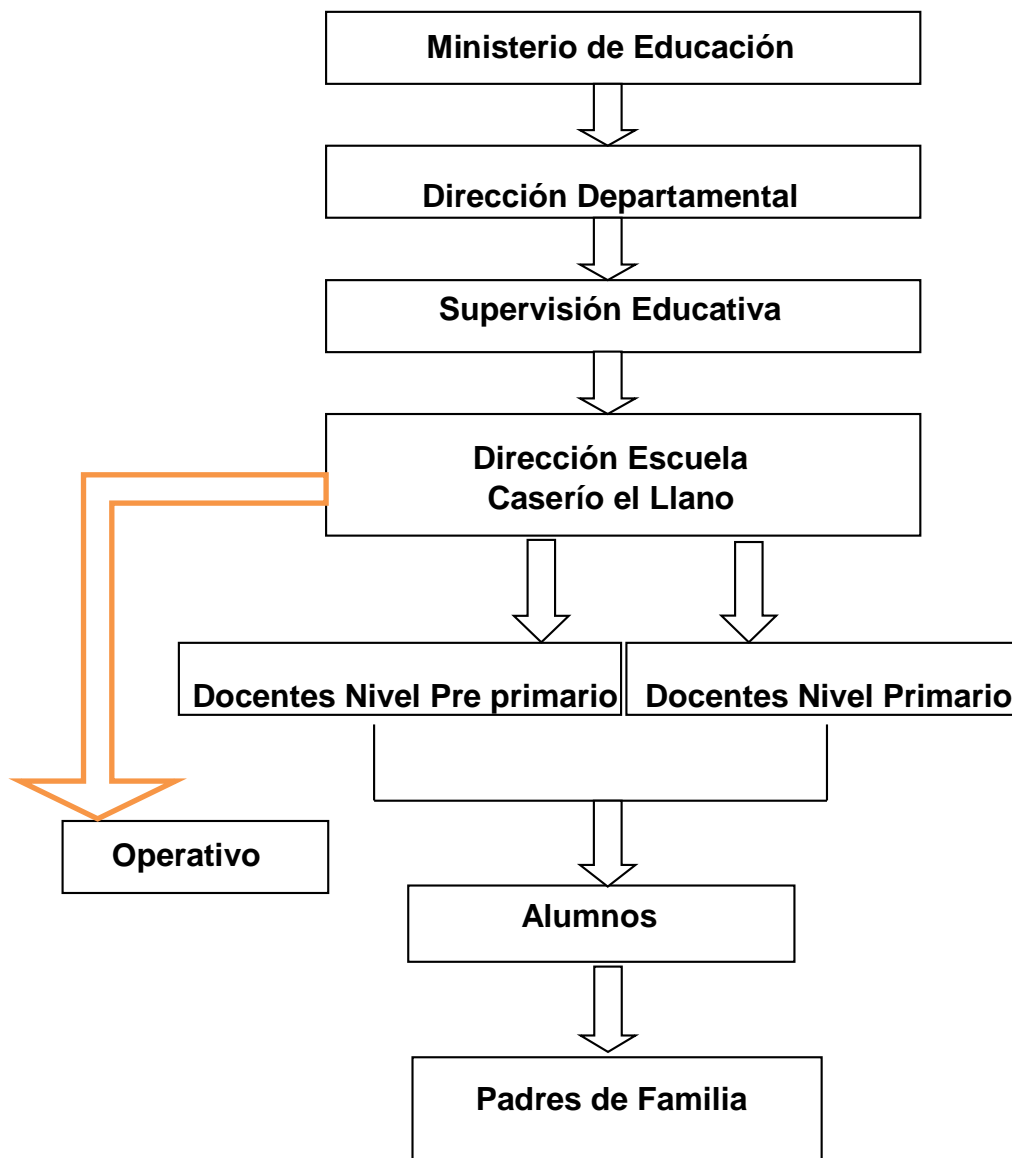 Ministerio de Educación
Dirección Departamental
Supervisión Educativa
Dirección Escuela
Caserío el Llano
Docentes Nivel Pre primario
Docentes Nivel Primario
Operativo
Alumnos
Padres de Familia